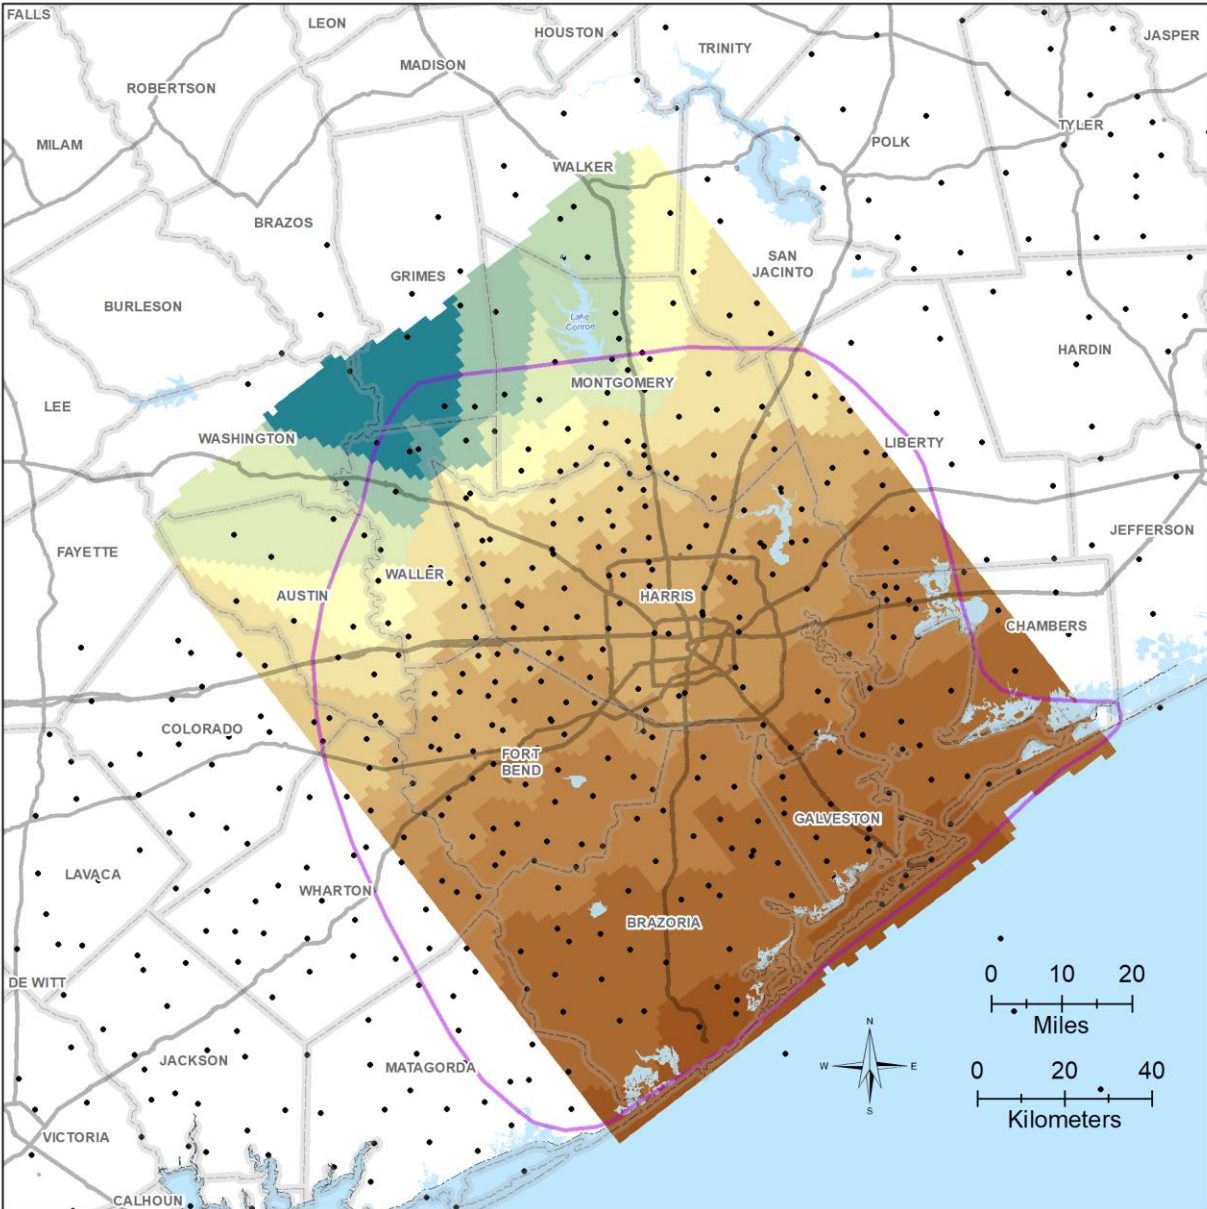 FALLS
LEON
HOUSTON
TRINITY
JASPER
MADISON
ROBERTSON
MILAM
TYLER
POLK
WALKER
BRAZOS
SAN
JACINTO
GRIMES
BURLESON
Lake
Conroe
HARDIN
MONTGOMERY
LEE
WASHINGTON
LIBERTY
JEFFERSON
FAYETTE
WALLER
AUSTIN
HARRIS
CHAMBERS
COLORADO
FORT
BEND
GALVESTON
LAVACA
WHARTON
BRAZORIA
DE WITT
0 10 20
Miles
N
W E
S
JACKSON
MATAGORDA
0 20 40
Kilometers
VICTORIA
CALHOUN